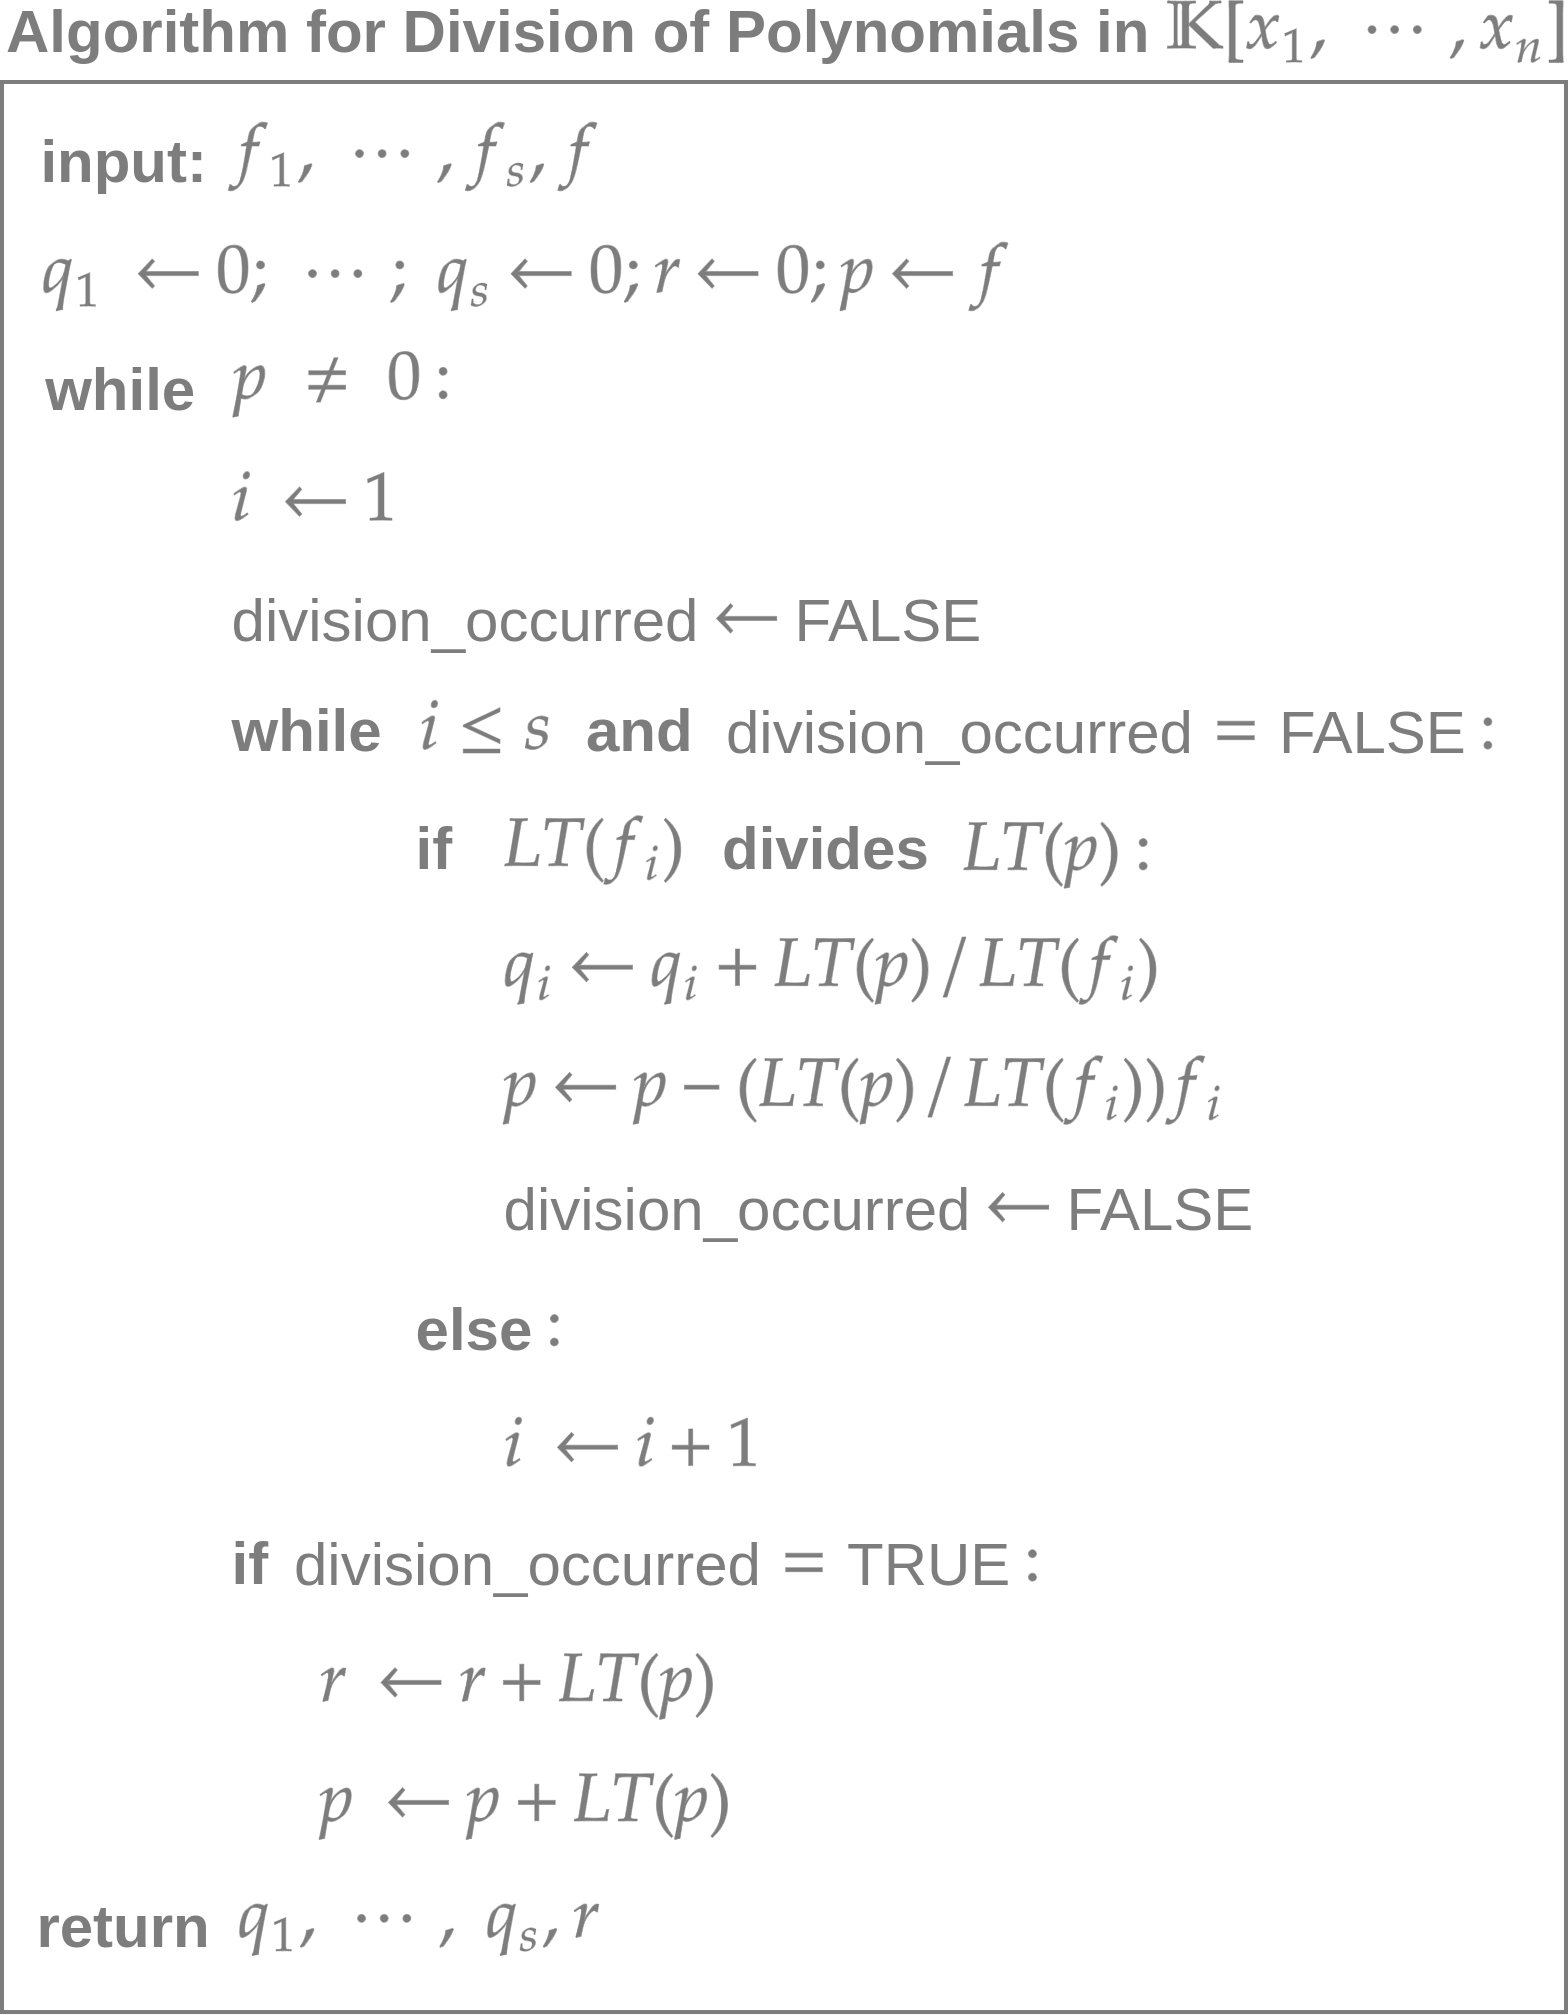 Algorithm for Division of Polynomials in 𝕂[x₁, ⋯ , xₙ]
input: f₁, ⋯ , fₛ, f
q₁ ← 0; ⋯ ; qₛ ← 0; r ← 0; p ← f
while p ≠ 0 :
i ← 1
division_occurred ← FALSE
while i ≤ s and division_occurred = FALSE :
if LT(fᵢ) divides LT(p) :
qᵢ ← qᵢ + LT(p) / LT(fᵢ)
p ← p − (LT(p) / LT(fᵢ)) fᵢ
division_occurred ← FALSE
else :
i ← i + 1
if division_occurred = TRUE :
r ← r + LT(p)
p ← p + LT(p)
return q₁, ⋯ , qₛ, r